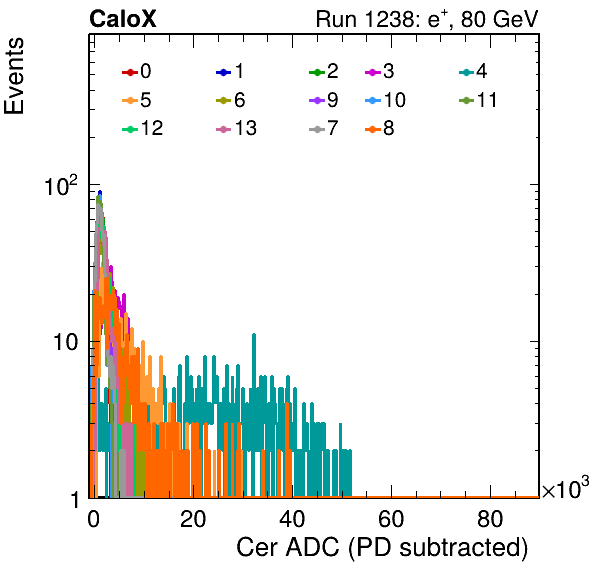 CaloX Run 1238: e⁺, 80 GeV
Events
0 1 2 3 4
5 6 9 10 11
12 13 7 8
10²
10
1
0 20 40 60 80 ×10³
Cer ADC (PD subtracted)